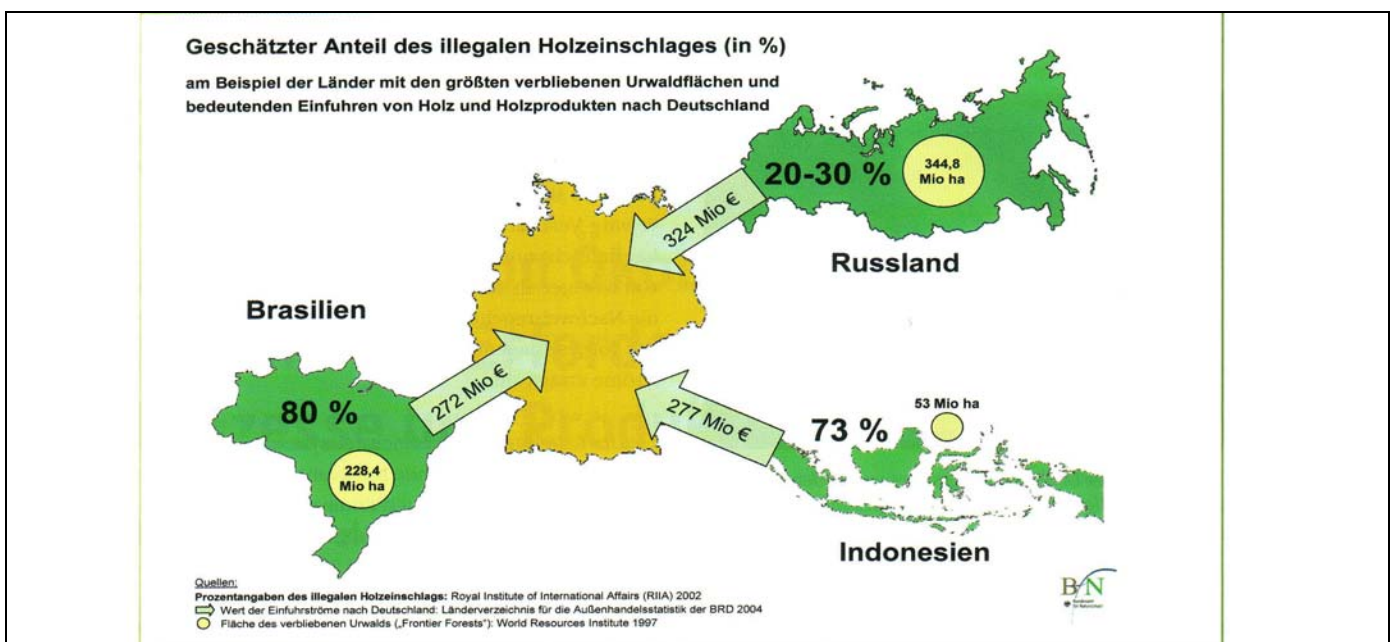 Geschätzter Anteil des illegalen Holzeinschlages (in %)
am Beispiel der Länder mit den größten verbliebenen Urwaldflächen und
bedeutenden Einfuhren von Holz und Holzprodukten nach Deutschland
20-30 %
344,8
Mio ha
324 Mio €
Russland
Brasilien
80 %
228,4
Mio ha
272 Mio €
277 Mio €
73 %
53 Mio ha
Indonesien
Quellen:
Prozentangaben des illegalen Holzeinschlags: Royal Institute of International Affairs (RIIA) 2002
Wert der Einfuhrströme nach Deutschland: Länderverzeichnis für die Außenhandelsstatistik der BRD 2004
Fläche des verbliebenen Urwalds („Frontier Forests“): World Resources Institute 1997
BfN
Bundesamt
für Naturschutz